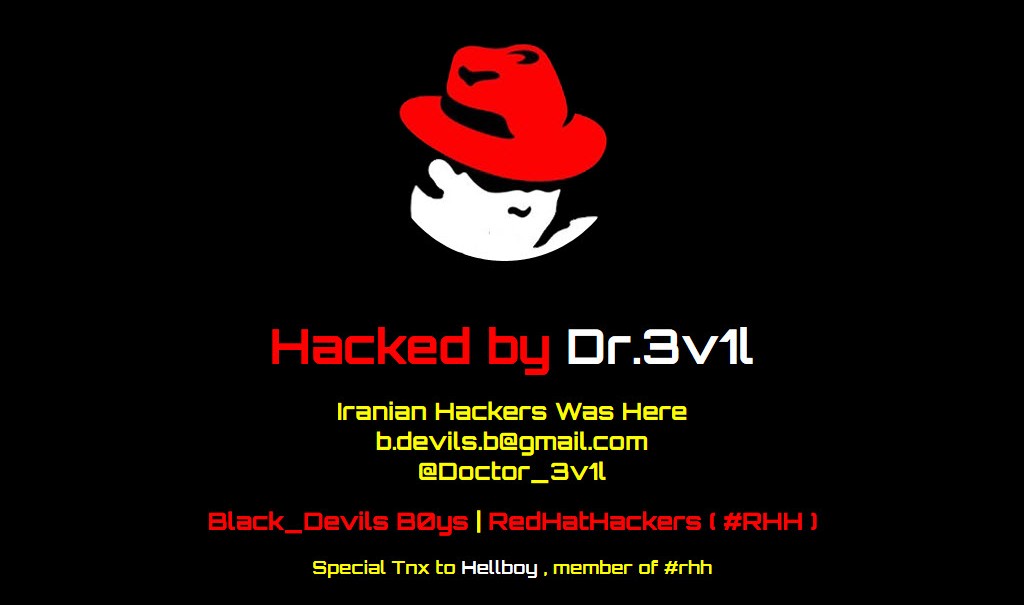 Hacked by Dr.3v1l
Iranian Hackers Was Here
b.devils.b@gmail.com
@Doctor_3v1l
Black_Devils B0ys | RedHatHackers ( #RHH )
Special Tnx to Hellboy , member of #rhh